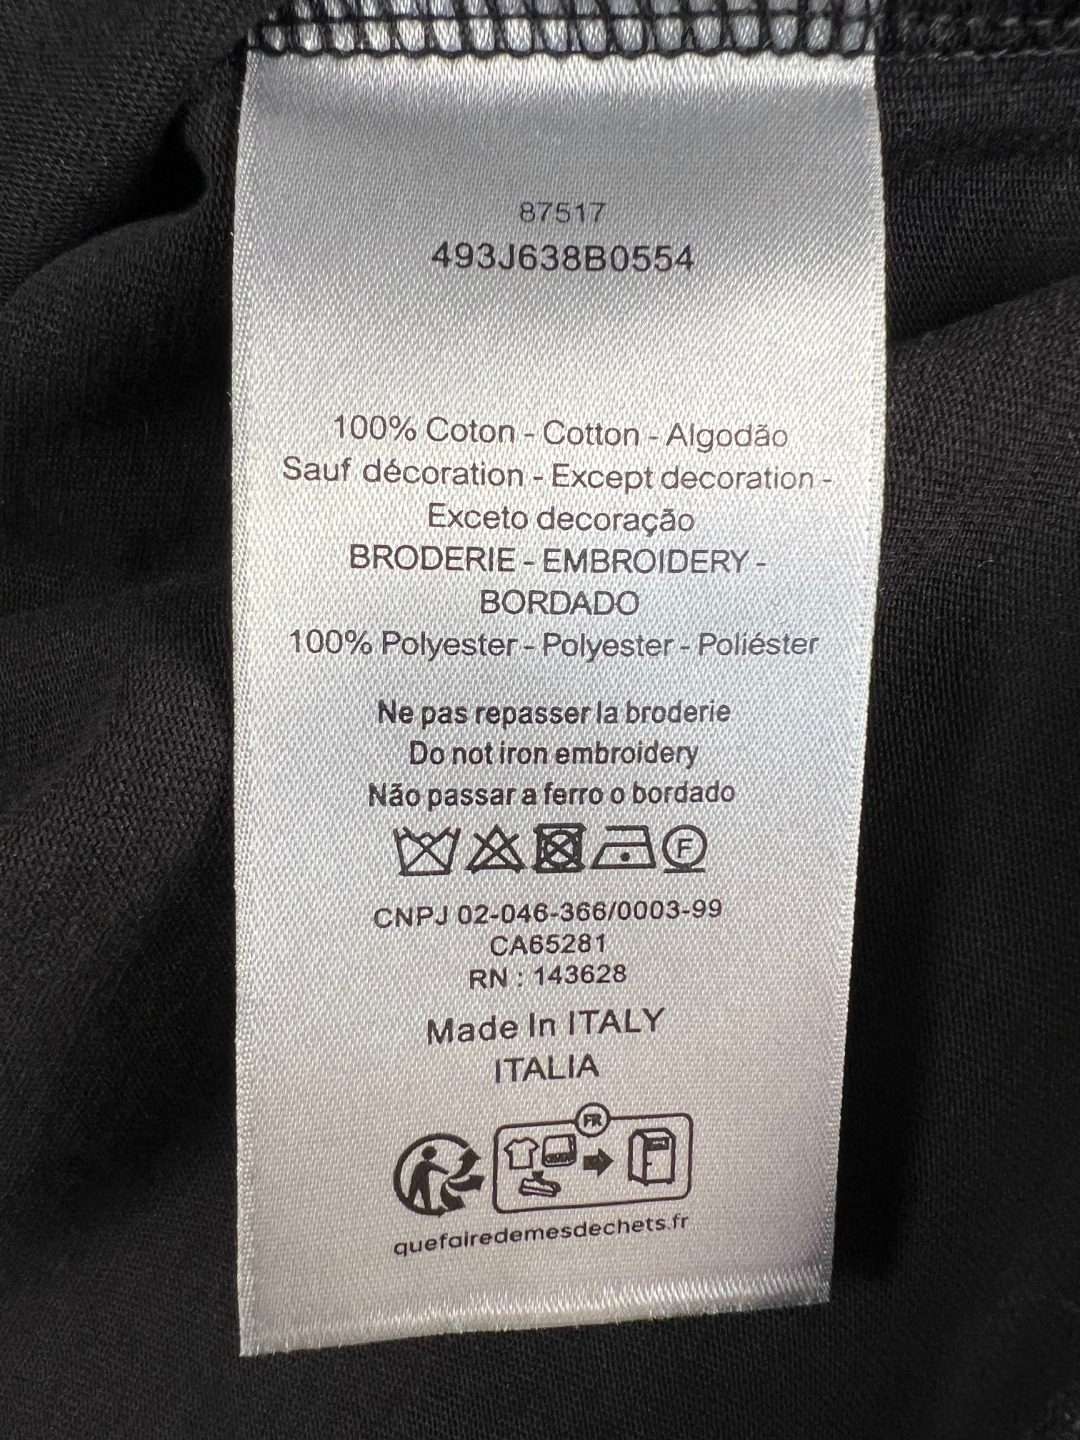 87517
493J638B0554
100% Coton - Cotton - Algodão
Sauf décoration - Except decoration -
Exceto decoração
BRODERIE - EMBROIDERY -
BORDADO
100% Polyester - Polyester - Poliéster
Ne pas repasser la broderie
Do not iron embroidery
Não passar a ferro o bordado
F
CNPJ 02-046-366/0003-99
CA65281
RN : 143628
Made In ITALY
ITALIA
FR
quefairedemesdechets.fr